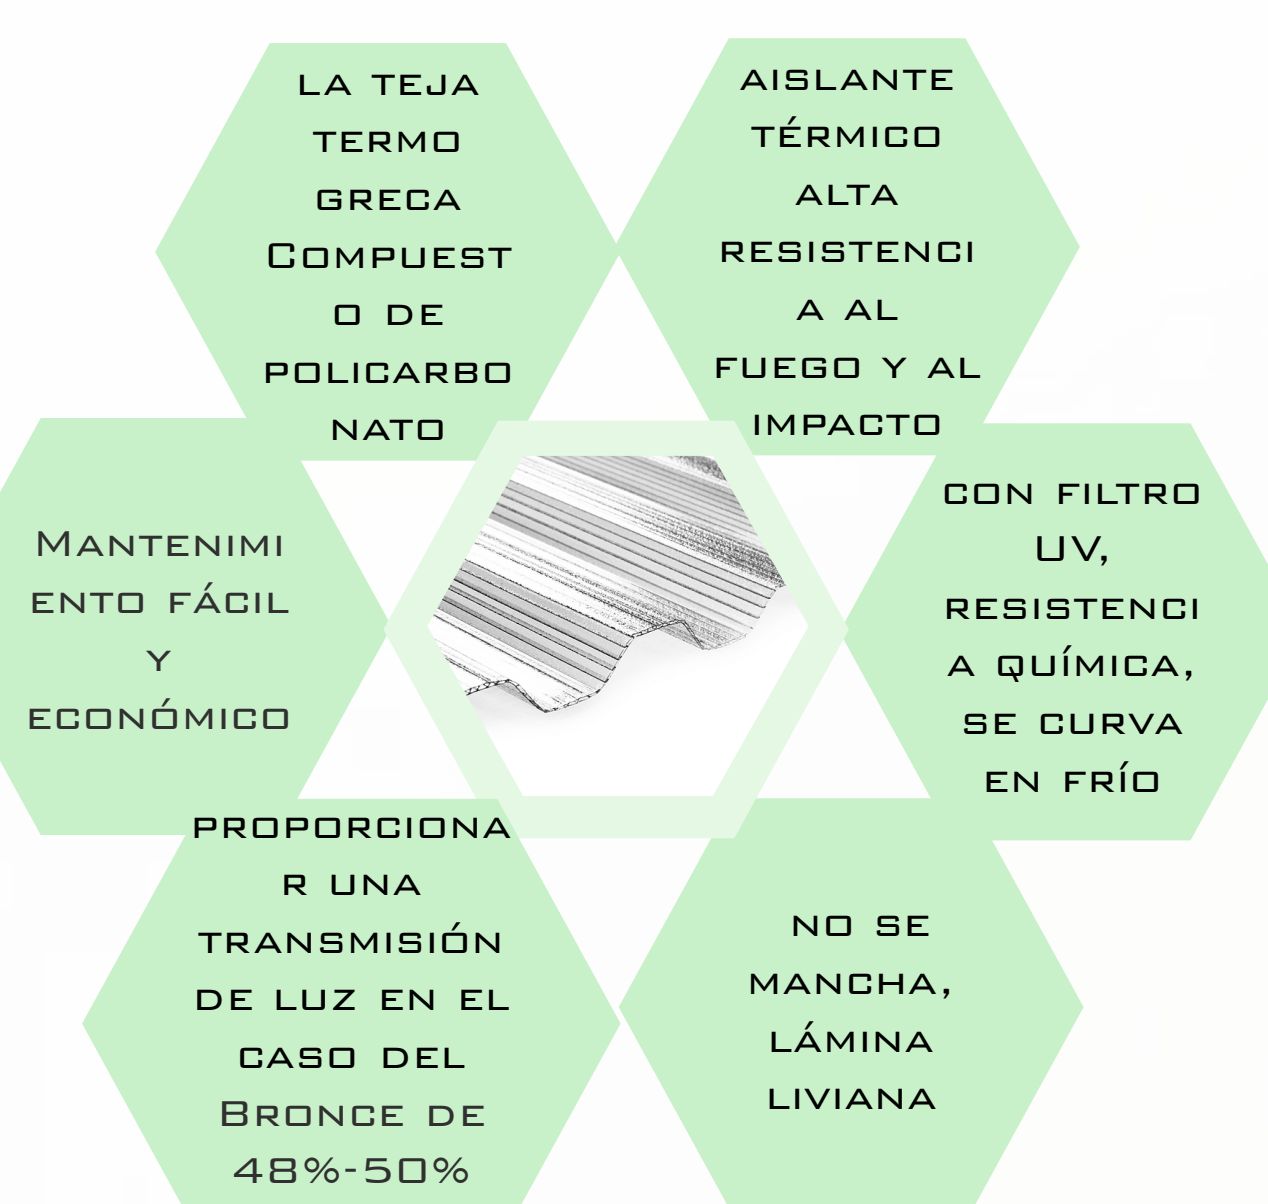 LA TEJA
TERMO
GRECA
COMPUEST
O DE
POLICARBO
NATO
AISLANTE
TÉRMICO
ALTA
RESISTENCI
A AL
FUEGO Y AL
IMPACTO
CON FILTRO
UV,
RESISTENCI
A QUÍMICA,
SE CURVA
EN FRÍO
MANTENIMI
ENTO FÁCIL
Y
ECONÓMICO
PROPORCIONA
R UNA
TRANSMISIÓN
DE LUZ EN EL
CASO DEL
BRONCE DE
48%-50%
NO SE
MANCHA,
LÁMINA
LIVIANA